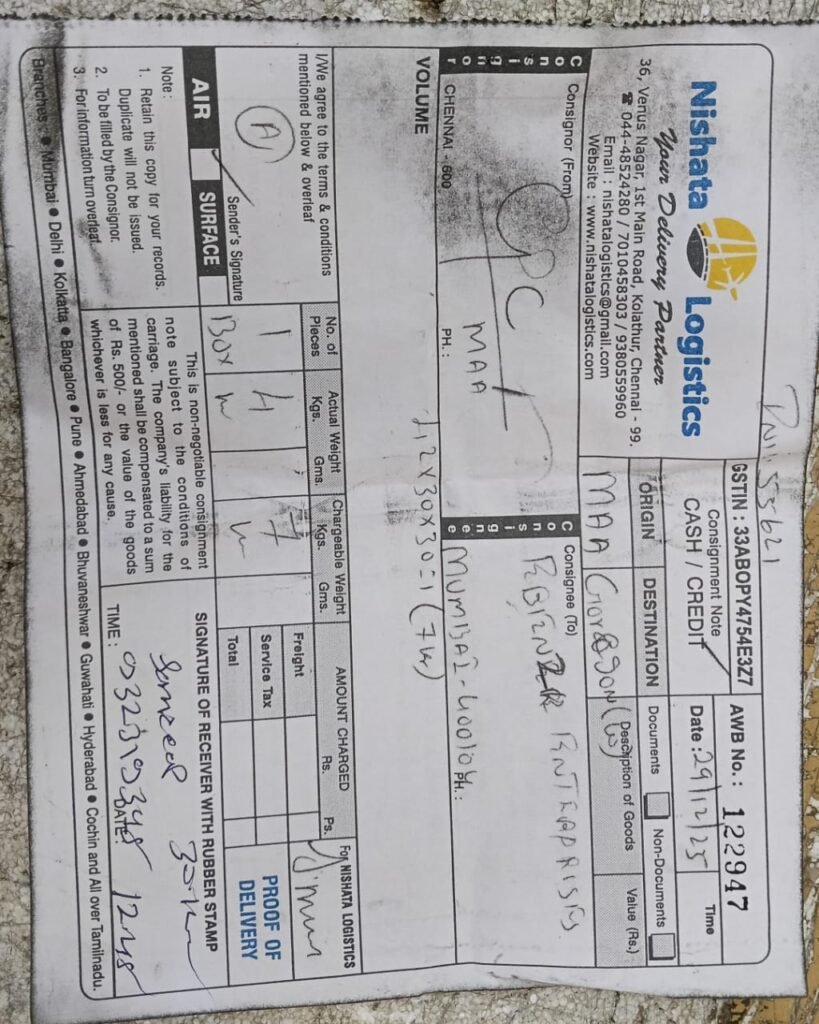 Nishata Logistics
Your Delivery Partner
36, Venus Nagar, 1st Main Road, Kolathur, Chennai - 99.
☎ 044-48524280 / 7010458303 / 9380559960
Email : nishatalogistics@gmail.com
Website : www.nishatalogistics.com
53621
GSTIN : 33ABOPY4754E3Z7
Consignment Note
CASH / CREDIT
AWB No. : 122947
Date : 29/12/25
Time
ORIGIN
MAA
DESTINATION
Goregaon (W)
Documents
Non-Documents
Description of Goods
Value (Rs.)
Consignor
Consignor (From)
CPC
MAA
CHENNAI - 600
PH. :
Consignee
Consignee (To)
ENTERPRISES
MUMBAI - 400104
PH. :
VOLUME
42x30x30=1 (7 kg)
I/We agree to the terms & conditions
mentioned below & overleaf
Sender's Signature
No. of Pieces
1
Box
Actual Weight
Kgs. Gms.
4
Chargeable Weight
Kgs. Gms.
7
AMOUNT CHARGED
Rs. Ps.
Freight
Service Tax
Total
For NISHATA LOGISTICS
PROOF OF
DELIVERY
AIR
SURFACE
Note :
1. Retain this copy for your records.
Duplicate will not be issued.
2. To be filled by the Consignor.
3. For information turn overleaf.
This is non-negotiable consignment
note subject to the conditions of
carriage. The company's liability for the
mentioned shall be compensated to a sum
of Rs. 500/- or the value of the goods
whichever is less for any cause.
SIGNATURE OF RECEIVER WITH RUBBER STAMP
TIME :
DATE :
Branches : ● Mumbai ● Delhi ● Kolkatta ● Bangalore ● Pune ● Ahmedabad ● Bhuvaneshwar ● Guwahati ● Hyderabad ● Cochin and All over Tamilnadu.